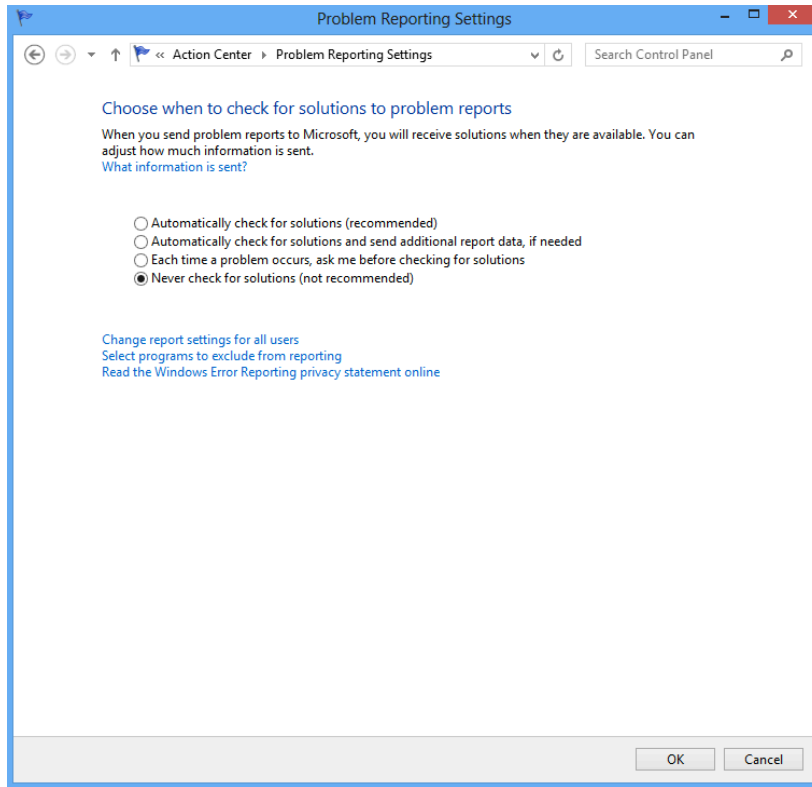 Problem Reporting Settings
« Action Center Problem Reporting Settings
Search Control Panel
Choose when to check for solutions to problem reports
When you send problem reports to Microsoft, you will receive solutions when they are available. You can
adjust how much information is sent.
What information is sent?
Automatically check for solutions (recommended)
Automatically check for solutions and send additional report data, if needed
Each time a problem occurs, ask me before checking for solutions
Never check for solutions (not recommended)
Change report settings for all users
Select programs to exclude from reporting
Read the Windows Error Reporting privacy statement online
OK Cancel